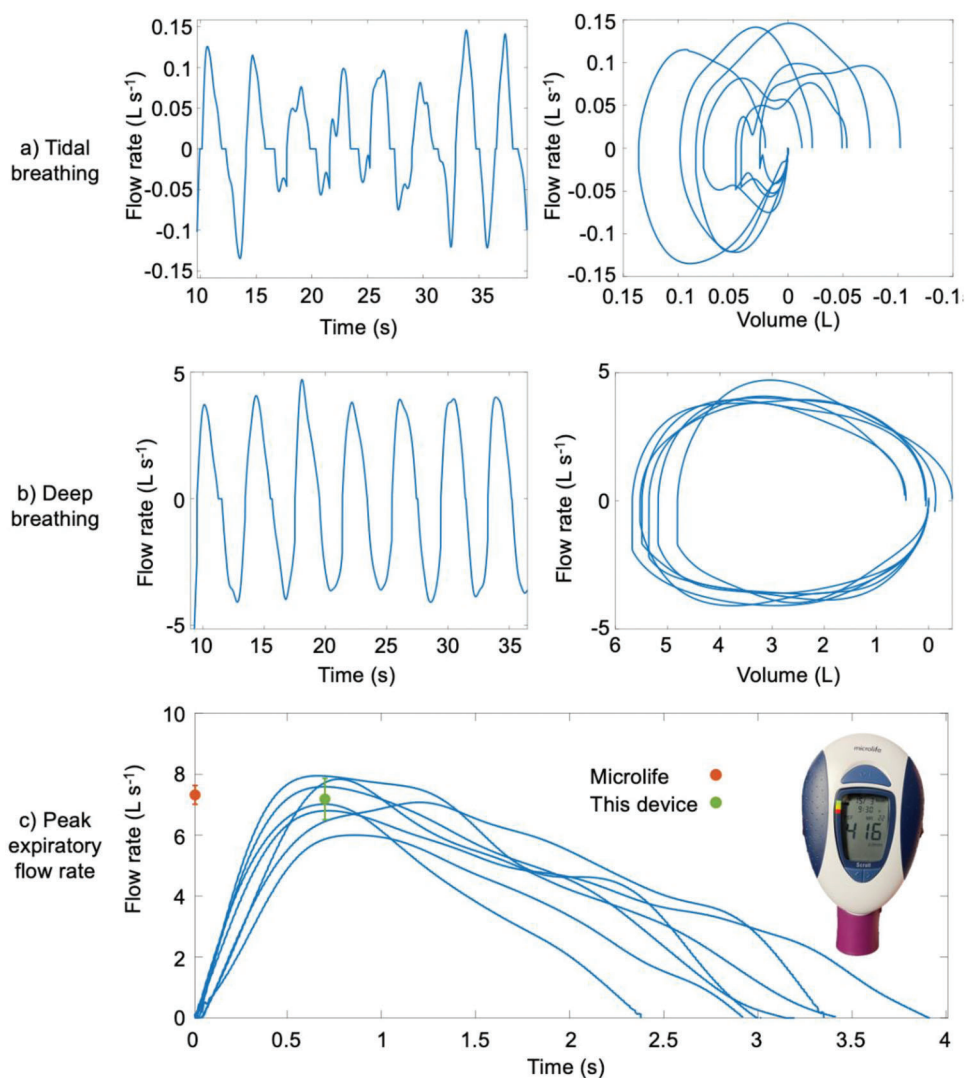 a) Tidal
breathing
Flow rate (L s⁻¹)
0.15
0.10
0.05
0
-0.05
-0.1
-0.15
10 15 20 25 30 35
Time (s)
Flow rate (L s⁻¹)
0.15
0.1
0.05
0
0.05
0.1
0.15
0.15 0.1 0.05 0 -0.05 -0.1 -0.1
Volume (L)
b) Deep
breathing
Flow rate (L s⁻¹)
5
0
-5
10 15 20 25 30 35
Time (s)
Flow rate (L s⁻¹)
5
0
-5
6 5 4 3 2 1 0
Volume (L)
c) Peak
expiratory
flow rate
Flow rate (L s⁻¹)
10
8
6
4
2
0
0 0.5 1 1.5 2 2.5 3 3.5 4
Time (s)
Microlife
This device
microlife
416